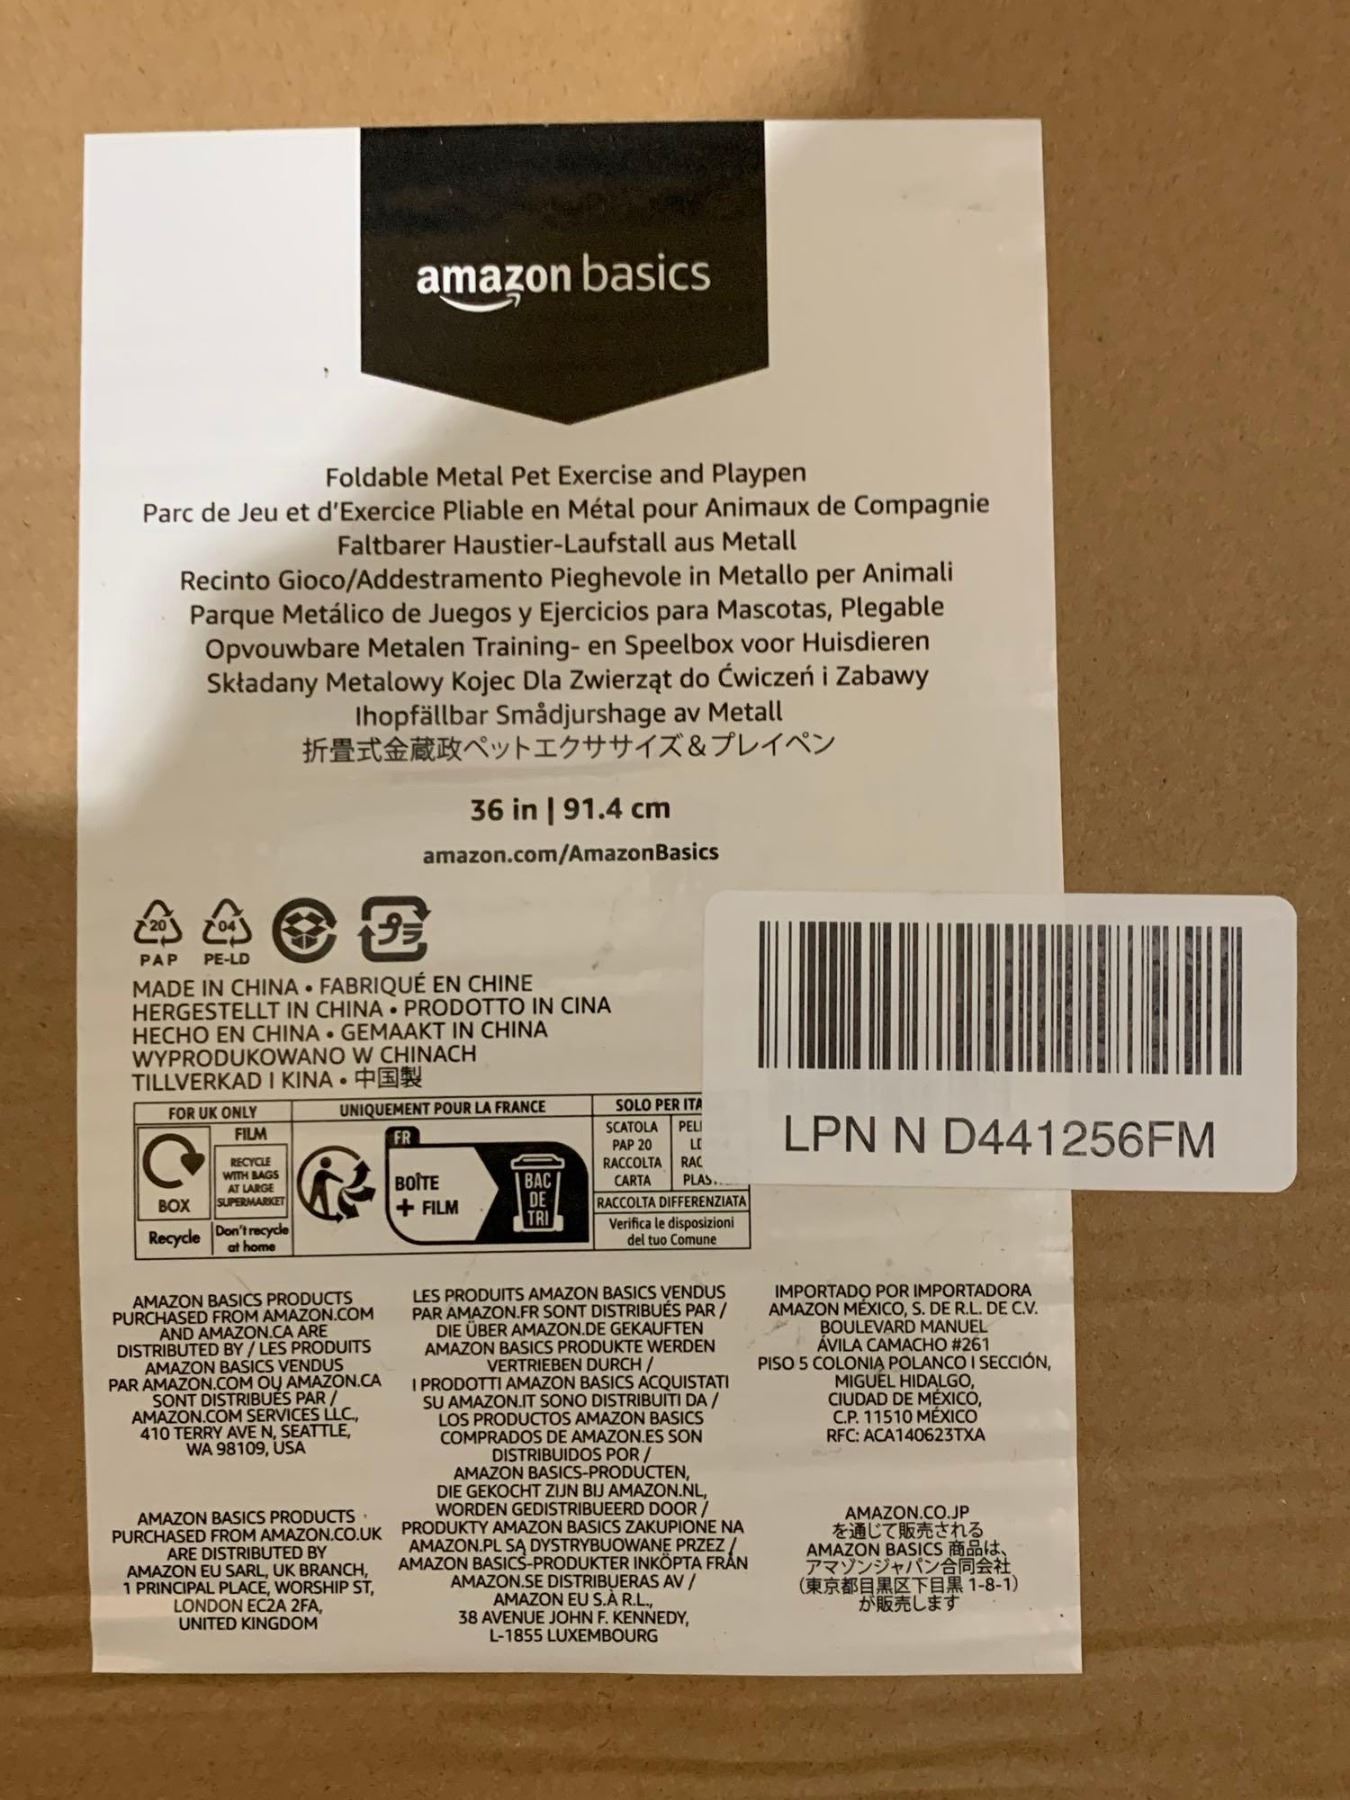 amazon basics
Foldable Metal Pet Exercise and Playpen
Parc de Jeu et d'Exercice Pliable en Métal pour Animaux de Compagnie
Faltbarer Haustier-Laufstall aus Metall
Recinto Gioco/Addestramento Pieghevole in Metallo per Animali
Parque Metálico de Juegos y Ejercicios para Mascotas, Plegable
Opvouwbare Metalen Training- en Speelbox voor Huisdieren
Składany Metalowy Kojec Dla Zwierząt do Ćwiczeń i Zabawy
Ihopfällbar Smådjurshage av Metall
折畳式金蔵政ペットエクササイズ&プレイペン
36 in | 91.4 cm
amazon.com/AmazonBasics
20
PAP
04
PE-LD
プラ
MADE IN CHINA • FABRIQUÉ EN CHINE
HERGESTELLT IN CHINA • PRODOTTO IN CINA
HECHO EN CHINA • GEMAAKT IN CHINA
WYPRODUKOWANO W CHINACH
TILLVERKAD I KINA • 中国製
FOR UK ONLY
BOX
Recycle
FILM
RECYCLE
WITH BAGS
AT LARGE
SUPERMARKET
Don't recycle
at home
UNIQUEMENT POUR LA FRANCE
FR
BOÎTE
+ FILM
BAC
DE
TRI
SOLO PER ITA
SCATOLA
PAP 20
RACCOLTA
CARTA
PEL
LD
RAC
PLAS
RACCOLTA DIFFERENZIATA
Verifica le disposizioni
del tuo Comune
LPN N D441256FM
AMAZON BASICS PRODUCTS
PURCHASED FROM AMAZON.COM
AND AMAZON.CA ARE
DISTRIBUTED BY / LES PRODUITS
AMAZON BASICS VENDUS
PAR AMAZON.COM OU AMAZON.CA
SONT DISTRIBUÉS PAR /
AMAZON.COM SERVICES LLC.,
410 TERRY AVE N, SEATTLE,
WA 98109, USA
AMAZON BASICS PRODUCTS
PURCHASED FROM AMAZON.CO.UK
ARE DISTRIBUTED BY
AMAZON EU SARL, UK BRANCH,
1 PRINCIPAL PLACE, WORSHIP ST,
LONDON EC2A 2FA,
UNITED KINGDOM
LES PRODUITS AMAZON BASICS VENDUS
PAR AMAZON.FR SONT DISTRIBUÉS PAR /
DIE ÜBER AMAZON.DE GEKAUFTEN
AMAZON BASICS PRODUKTE WERDEN
VERTRIEBEN DURCH /
I PRODOTTI AMAZON BASICS ACQUISTATI
SU AMAZON.IT SONO DISTRIBUITI DA /
LOS PRODUCTOS AMAZON BASICS
COMPRADOS DE AMAZON.ES SON
DISTRIBUIDOS POR /
AMAZON BASICS-PRODUCTEN,
DIE GEKOCHT ZIJN BIJ AMAZON.NL,
WORDEN GEDISTRIBUEERD DOOR /
PRODUKTY AMAZON BASICS ZAKUPIONE NA
AMAZON.PL SĄ DYSTRYBUOWANE PRZEZ /
AMAZON BASICS-PRODUKTER INKÖPTA FRÅN
AMAZON.SE DISTRIBUERAS AV /
AMAZON EU S.À R.L.,
38 AVENUE JOHN F. KENNEDY,
L-1855 LUXEMBOURG
IMPORTADO POR IMPORTADORA
AMAZON MÉXICO, S. DE R.L. DE C.V.
BOULEVARD MANUEL
ÁVILA CAMACHO #261
PISO 5 COLONIA POLANCO I SECCIÓN,
MIGUEL HIDALGO,
CIUDAD DE MÉXICO,
C.P. 11510 MÉXICO
RFC: ACA140623TXA
AMAZON.CO.JP
を通じて販売される
AMAZON BASICS 商品は、
アマゾンジャパン合同会社
(東京都目黒区下目黒 1-8-1)
が販売します